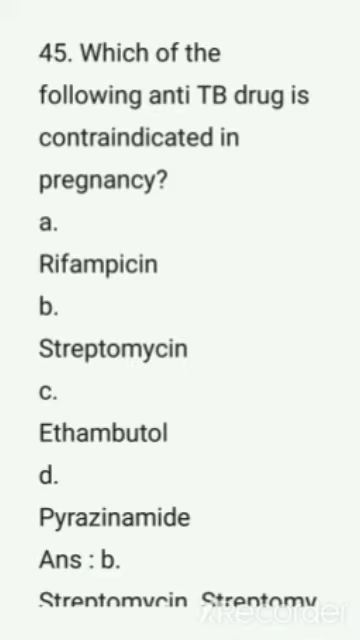 45. Which of the
following anti TB drug is
contraindicated in
pregnancy?
a.
Rifampicin
b.
Streptomycin
c.
Ethambutol
d.
Pyrazinamide
Ans : b.
Streptomycin Streptomy
XRecorder